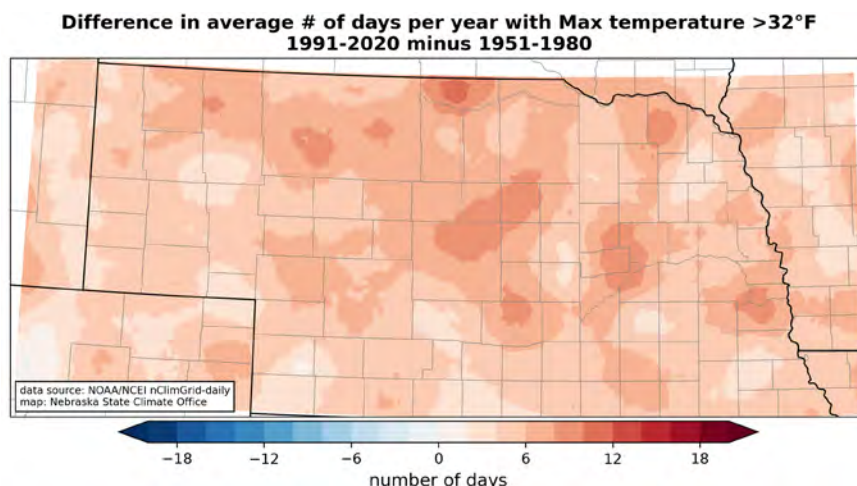 Difference in average # of days per year with Max temperature >32°F
1991-2020 minus 1951-1980
data source: NOAA/NCEI nClimGrid-daily
map: Nebraska State Climate Office
−18 −12 −6 0 6 12 18
number of days